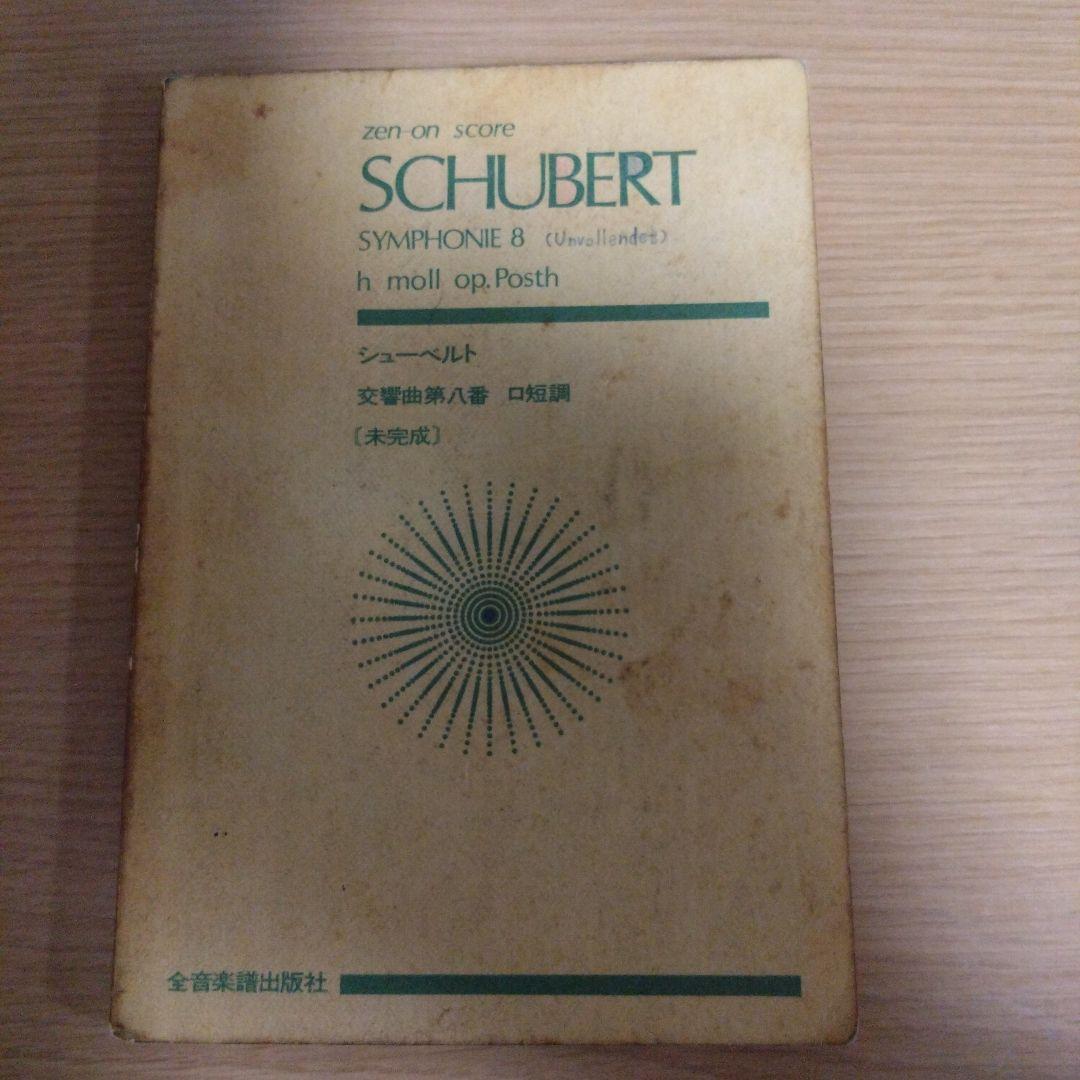 zen-on score
SCHUBERT
SYMPHONIE 8 (Unvollendet)
h moll op. Posth
シューベルト
交響曲第八番 ロ短調
〔未完成〕
全音楽譜出版社